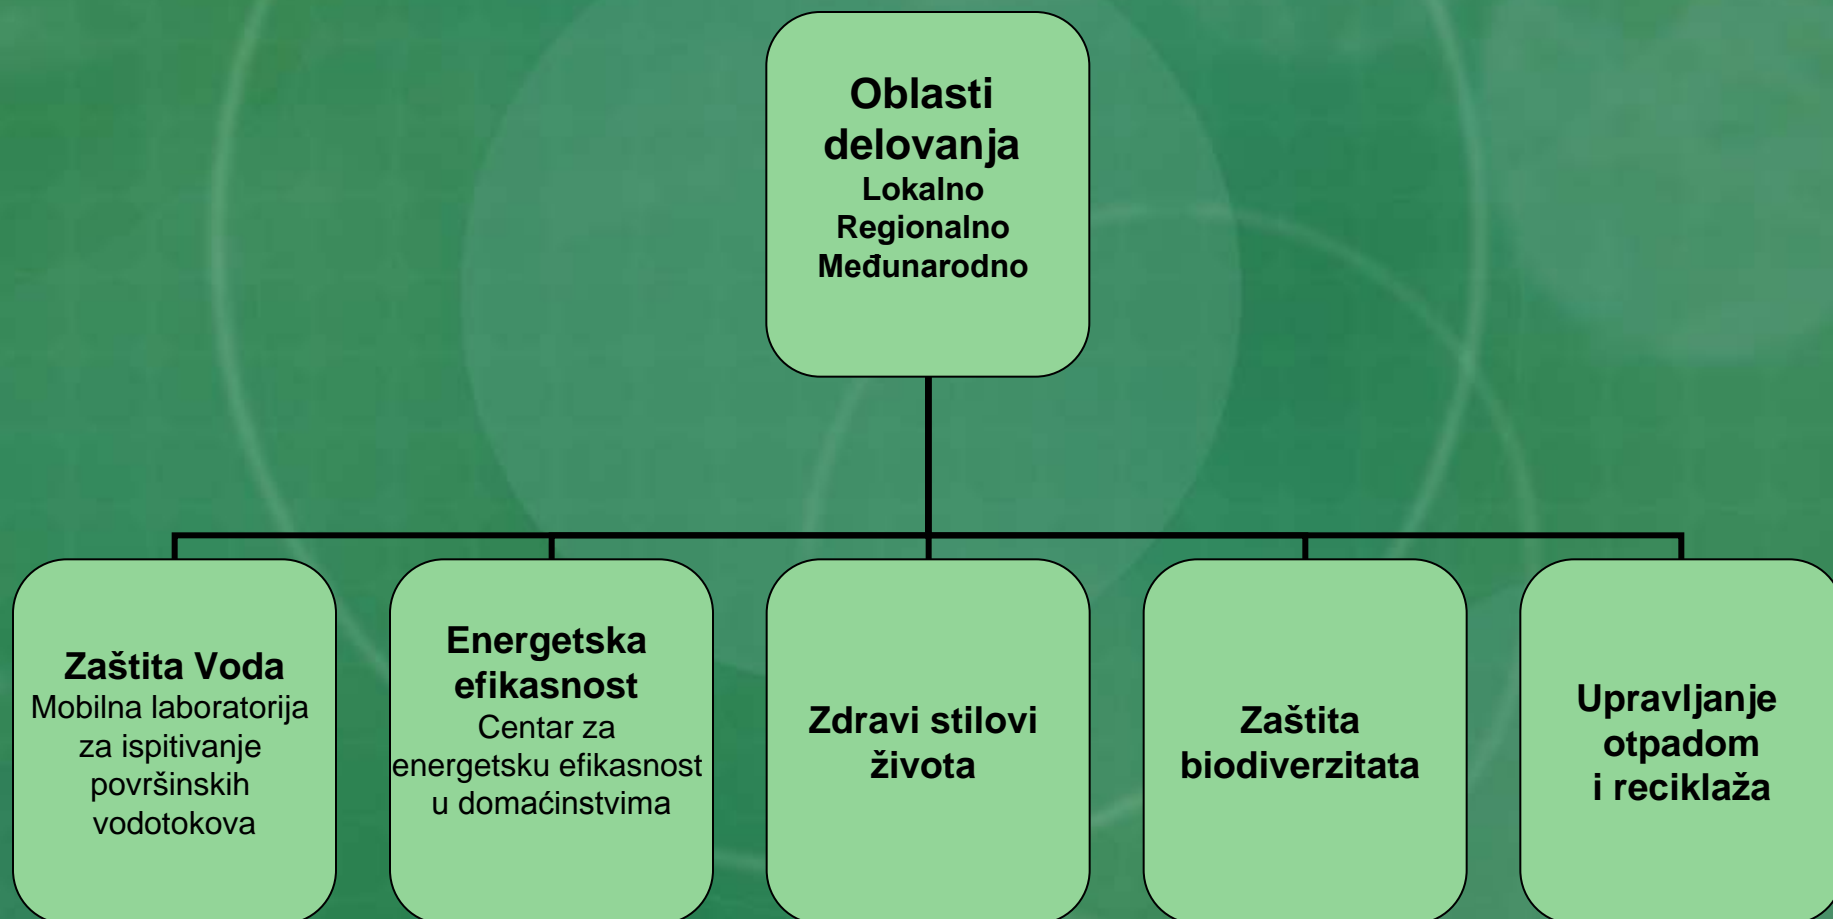 Oblasti
delovanja
Lokalno
Regionalno
Međunarodno
Zaštita Voda
Mobilna laboratorija
za ispitivanje
površinskih
vodotokova
Energetska
efikasnost
Centar za
energetsku efikasnost
u domaćinstvima
Zdravi stilovi
života
Zaštita
biodiverzitata
Upravljanje
otpadom
i reciklaža